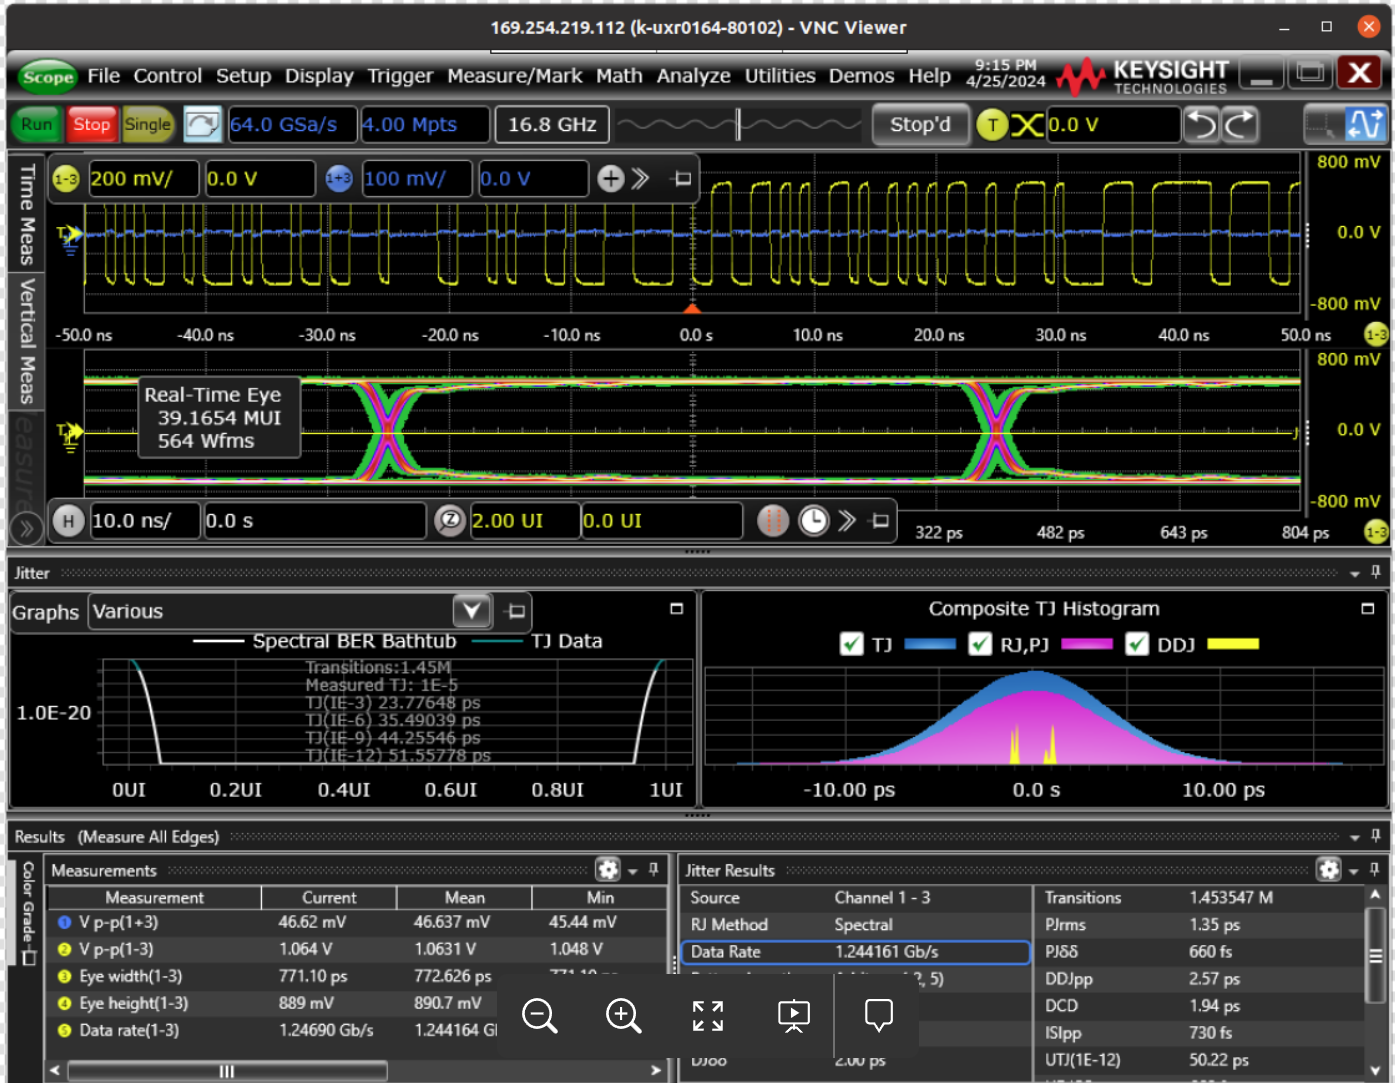 169.254.219.112 (k-uxr0164-80102) - VNC Viewer
Scope File Control Setup Display Trigger Measure/Mark Math Analyze Utilities Demos Help 9:15 PM 4/25/2024 KEYSIGHT TECHNOLOGIES X
Run Stop Single 64.0 GSa/s 4.00 Mpts 16.8 GHz Stop'd T 0.0 V
Time Meas
Vertical Meas
1-3 200 mV/ 0.0 V 1+3 100 mV/ 0.0 V
800 mV
0.0 V
-800 mV
-50.0 ns -40.0 ns -30.0 ns -20.0 ns -10.0 ns 0.0 s 10.0 ns 20.0 ns 30.0 ns 40.0 ns 50.0 ns 1-3
800 mV
Real-Time Eye
39.1654 MUI
564 Wfms
0.0 V
-800 mV
H 10.0 ns/ 0.0 s Z 2.00 UI 0.0 UI
322 ps 482 ps 643 ps 804 ps 1-3
Jitter
Graphs Various
Spectral BER Bathtub TJ Data
Transitions:1.45M
Measured TJ: 1E-5
TJ(IE-3) 23.77648 ps
TJ(IE-6) 35.49039 ps
TJ(IE-9) 44.25546 ps
TJ(IE-12) 51.55778 ps
1.0E-20
0UI 0.2UI 0.4UI 0.6UI 0.8UI 1UI
Composite TJ Histogram
TJ RJ,PJ DDJ
-10.00 ps 0.0 s 10.00 ps
Results (Measure All Edges)
Color Grade
Measurements
Measurement Current Mean Min
1 V p-p(1+3) 46.62 mV 46.637 mV 45.44 mV
2 V p-p(1-3) 1.064 V 1.0631 V 1.048 V
3 Eye width(1-3) 771.10 ps 772.626 ps
4 Eye height(1-3) 889 mV 890.7 mV
5 Data rate(1-3) 1.24690 Gb/s 1.244164 G
Jitter Results
Source Channel 1 - 3
RJ Method Spectral
Data Rate 1.244161 Gb/s
2, 5)
DJδδ 2.00 ps
Transitions 1.453547 M
PJrms 1.35 ps
PJδδ 660 fs
DDJpp 2.57 ps
DCD 1.94 ps
ISIpp 730 fs
UTJ(1E-12) 50.22 ps